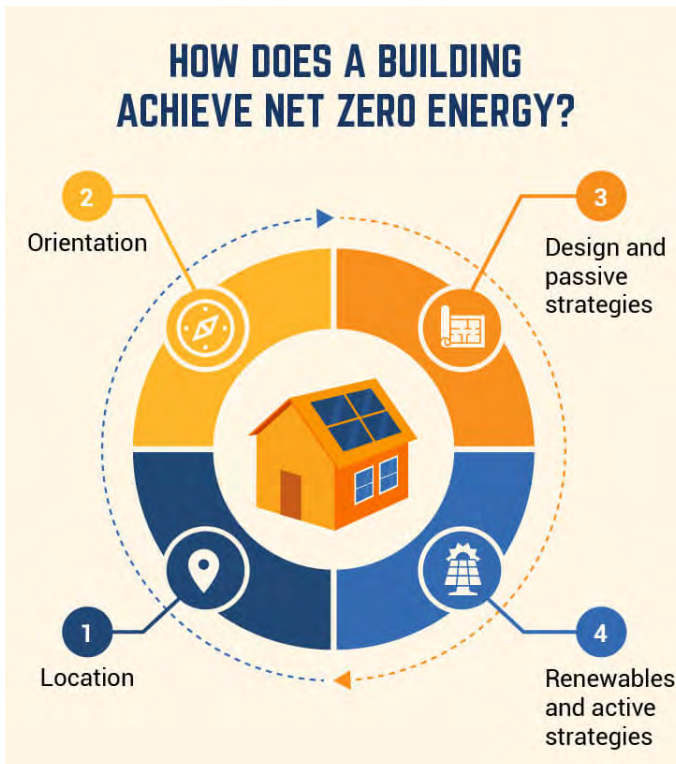 HOW DOES A BUILDING
ACHIEVE NET ZERO ENERGY?
2
Orientation
3
Design and
passive
strategies
1
Location
4
Renewables
and active
strategies